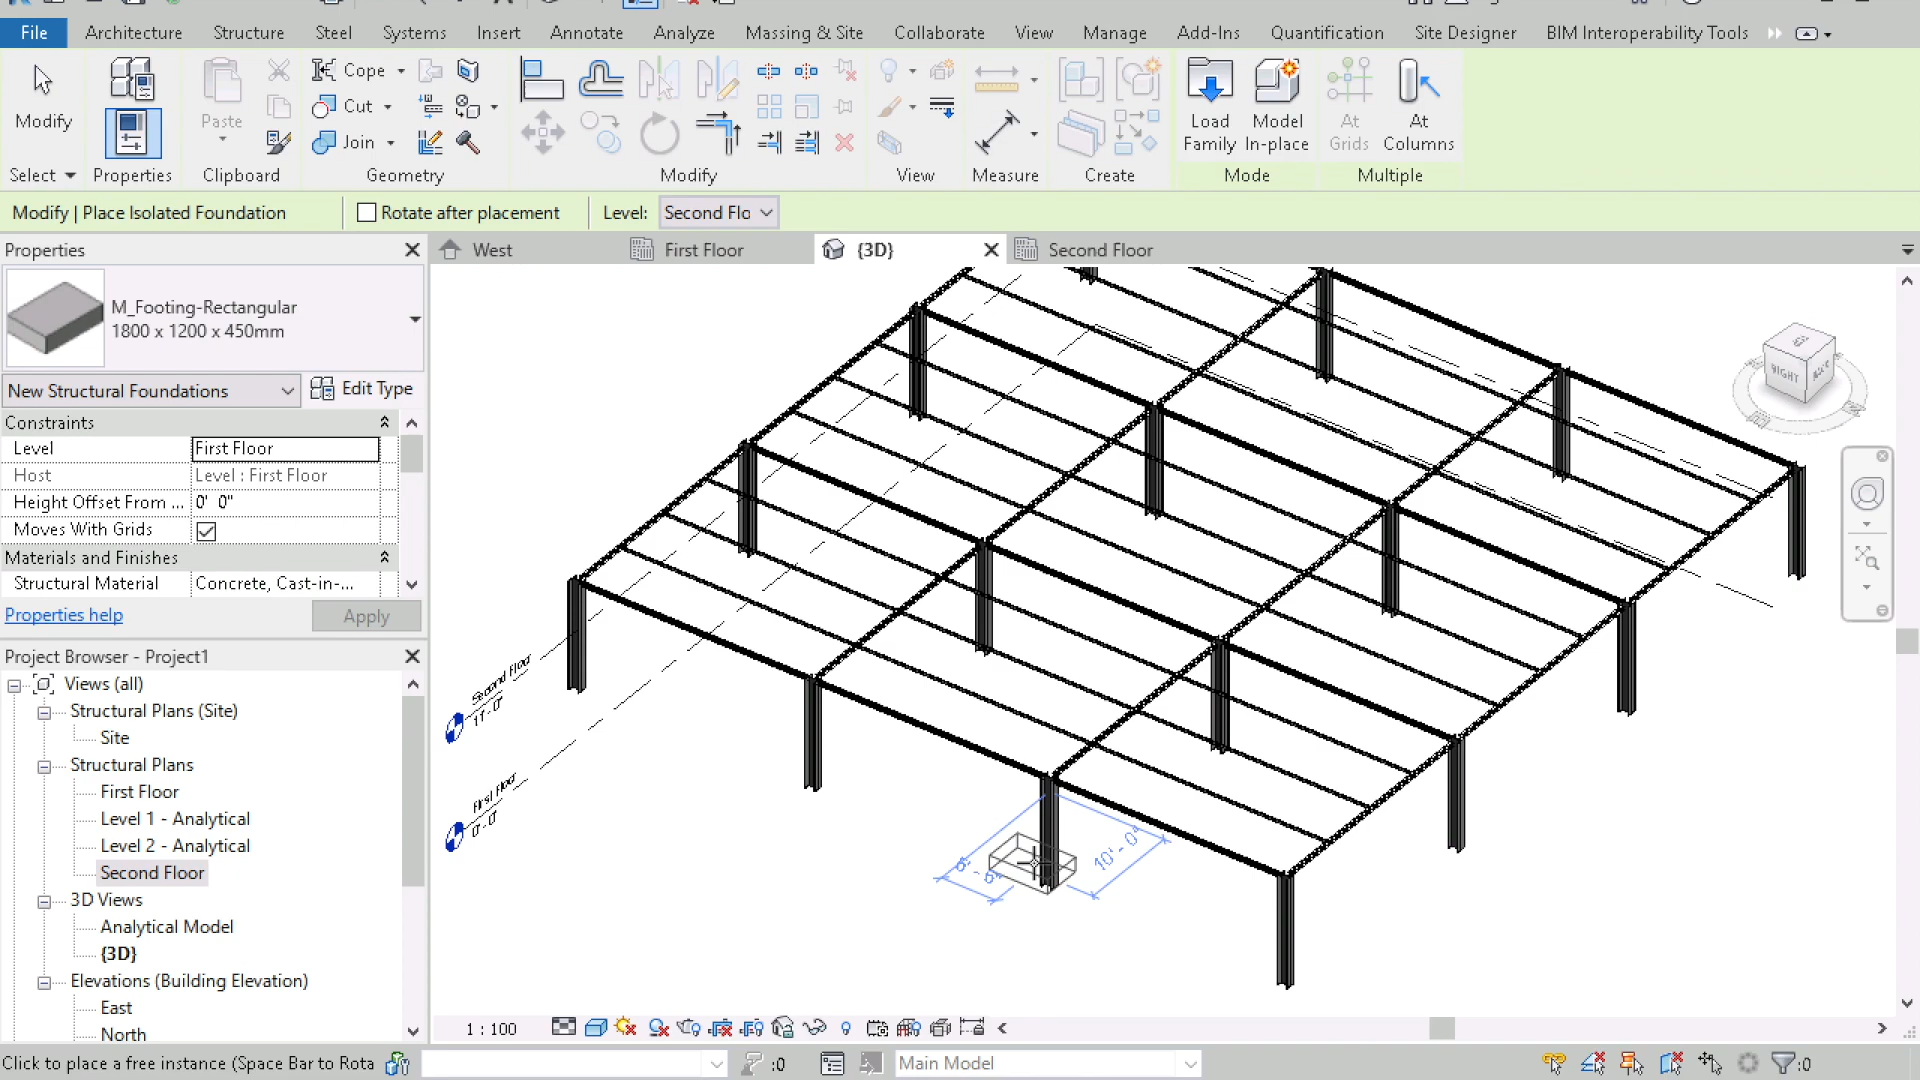 File Architecture Structure Steel Systems Insert Annotate Analyze Massing & Site Collaborate View Manage Add-Ins Quantification Site Designer BIM Interoperability Tools
Cope
Cut
Join
Modify Paste Load Family Model In-place At Grids At Columns
Select Properties Clipboard Geometry Modify View Measure Create Mode Multiple
Modify | Place Isolated Foundation Rotate after placement Level: Second Flo
Properties
West First Floor {3D} Second Floor
M_Footing-Rectangular
1800 x 1200 x 450mm
New Structural Foundations Edit Type
Constraints
Level First Floor
Host Level : First Floor
Height Offset From ... 0' 0"
Moves With Grids
Materials and Finishes
Structural Material Concrete, Cast-in-...
Properties help Apply
Project Browser - Project1
Views (all)
Structural Plans (Site)
Site
Structural Plans
First Floor
Level 1 - Analytical
Level 2 - Analytical
Second Floor
3D Views
Analytical Model
{3D}
Elevations (Building Elevation)
East
North
Second Floor
11' - 0"
First Floor
0' - 0"
10' - 0"
RIGHT
1 : 100
Click to place a free instance (Space Bar to Rota :0 Main Model :0